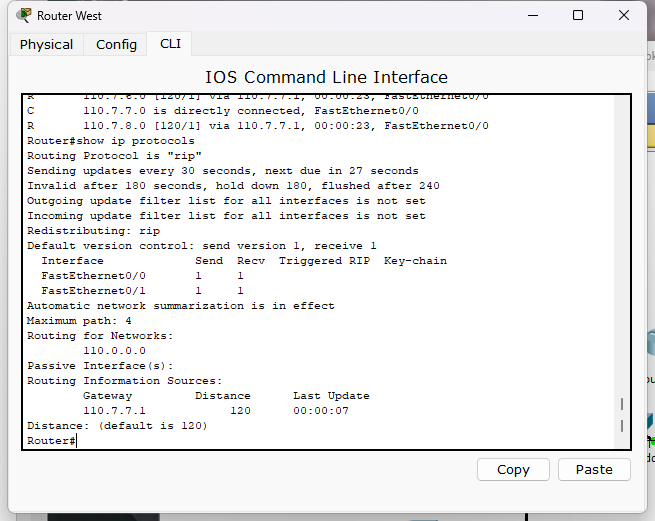 Router West
Physical Config CLI
IOS Command Line Interface
R 110.7.6.0 [120/1] via 110.7.7.1, 00:00:23, FastEthernet0/0
C 110.7.7.0 is directly connected, FastEthernet0/0
R 110.7.8.0 [120/1] via 110.7.7.1, 00:00:23, FastEthernet0/0
Router#show ip protocols
Routing Protocol is "rip"
Sending updates every 30 seconds, next due in 27 seconds
Invalid after 180 seconds, hold down 180, flushed after 240
Outgoing update filter list for all interfaces is not set
Incoming update filter list for all interfaces is not set
Redistributing: rip
Default version control: send version 1, receive 1
Interface Send Recv Triggered RIP Key-chain
FastEthernet0/0 1 1
FastEthernet0/1 1 1
Automatic network summarization is in effect
Maximum path: 4
Routing for Networks:
110.0.0.0
Passive Interface(s):
Routing Information Sources:
Gateway Distance Last Update
110.7.7.1 120 00:00:07
Distance: (default is 120)
Router#
Copy Paste